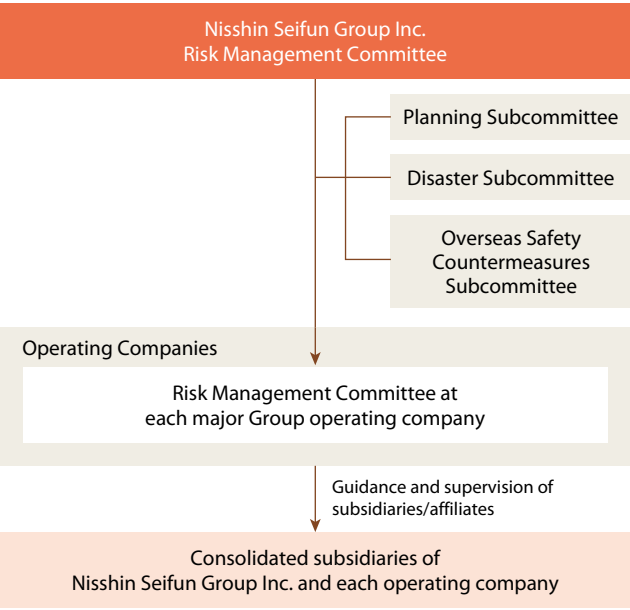 Nisshin Seifun Group Inc.
Risk Management Committee
Planning Subcommittee
Disaster Subcommittee
Overseas Safety
Countermeasures
Subcommittee
Operating Companies
Risk Management Committee at
each major Group operating company
Guidance and supervision of
subsidiaries/affiliates
Consolidated subsidiaries of
Nisshin Seifun Group Inc. and each operating company